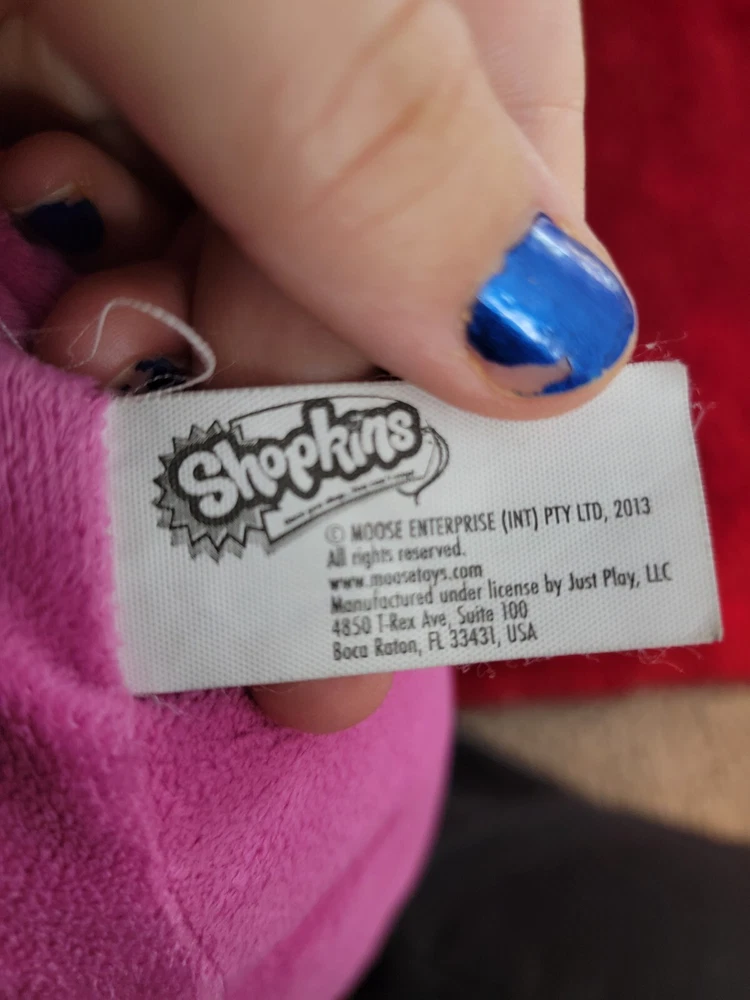 Shopkins
© MOOSE ENTERPRISE (INT) PTY LTD, 2013
All rights reserved.
www.moosetoys.com
Manufactured under license by Just Play, LLC
4850 T-Rex Ave, Suite 100
Boca Raton, FL 33431, USA